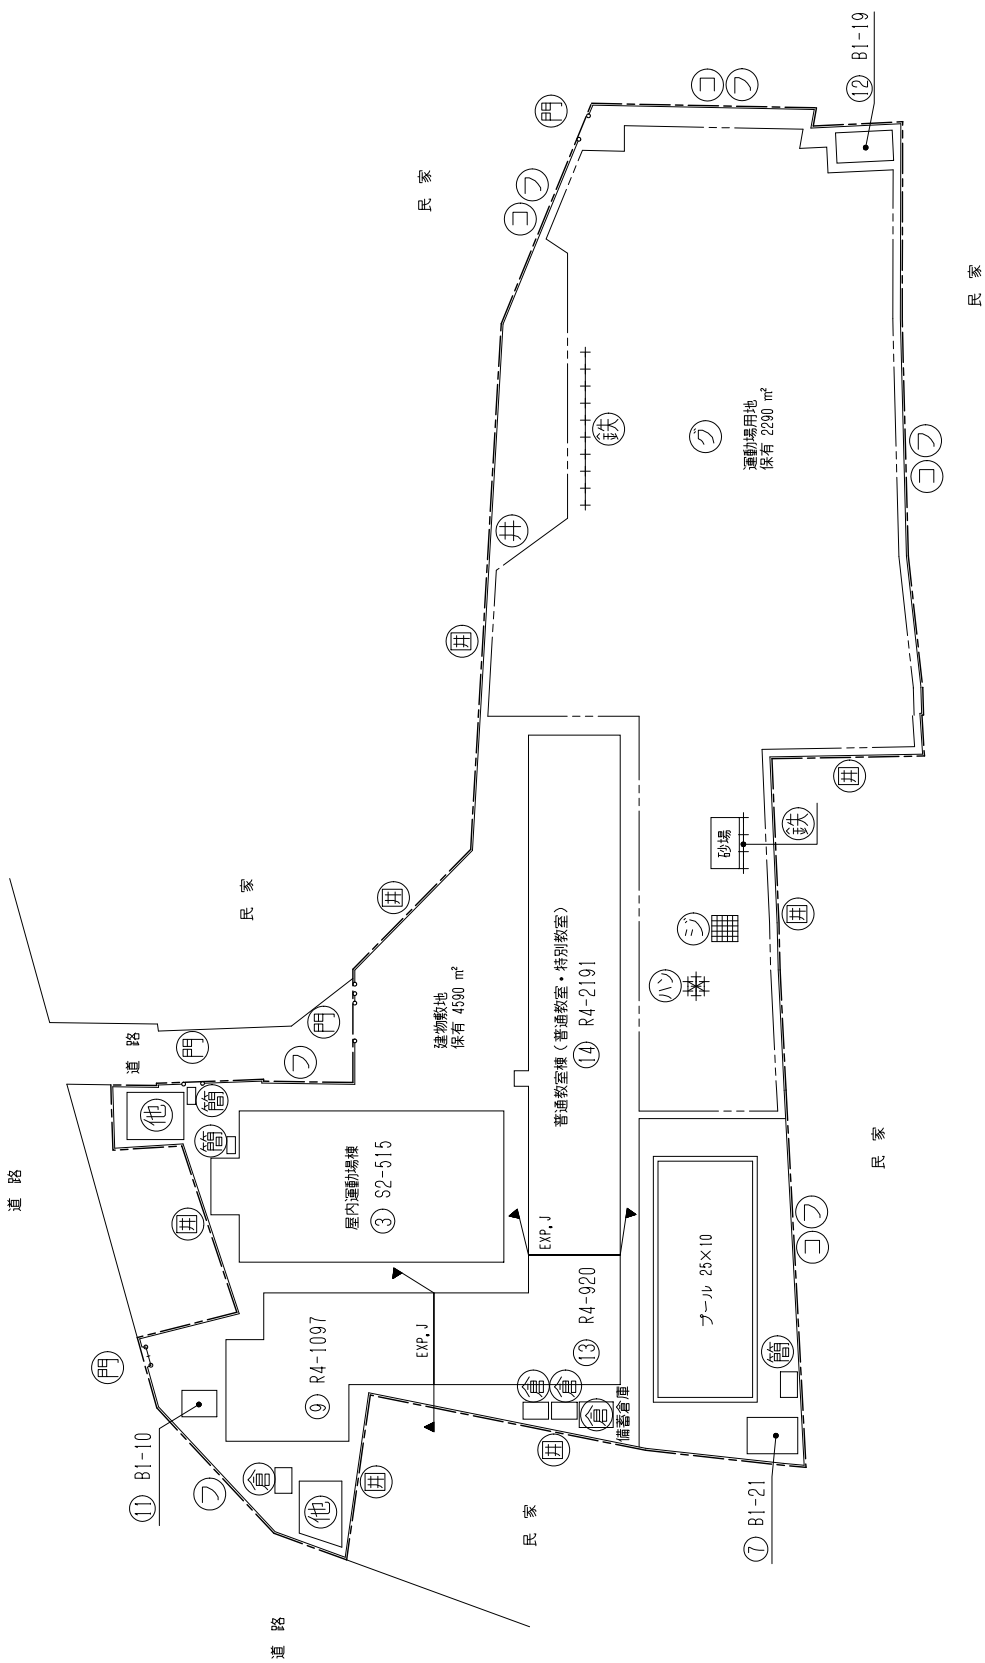 ⑫ B1-19
コ
フ
門
民家
フ
コ
民家
鉄
グ
運動場用地
保有 2290 m²
フ
コ
井
囲
囲
砂場
鉄
民家
囲
囲
ジ
ハン
建物敷地
保有 4590 m²
普通教室棟（普通教室・特別教室）
⑭ R4-2191
道路
門
門
フ
他
簡
簡
道路
囲
屋内運動場棟
③ S2-515
EXP,J
民家
フ
コ
プール 25×10
門
⑨ R4-1097
EXP,J
⑬ R4-920
簡
倉
倉
倉
備蓄倉庫
囲
⑪ B1-10
フ
倉
他
囲
民家
⑦ B1-21
道路